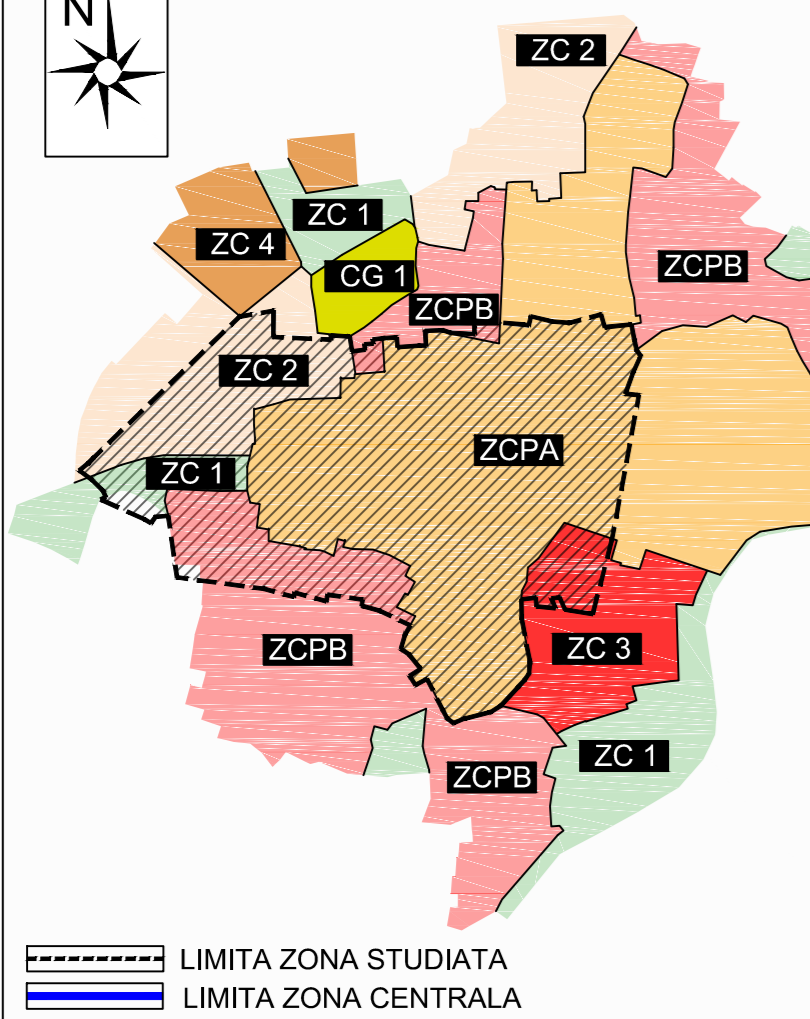 N
ZC 2
ZC 1
ZC 4
ZCPB
CG 1
ZCPB
ZC 2
ZCPA
ZC 1
ZCPB
ZC 3
ZC 1
ZCPB
LIMITA ZONA STUDIATA
LIMITA ZONA CENTRALA